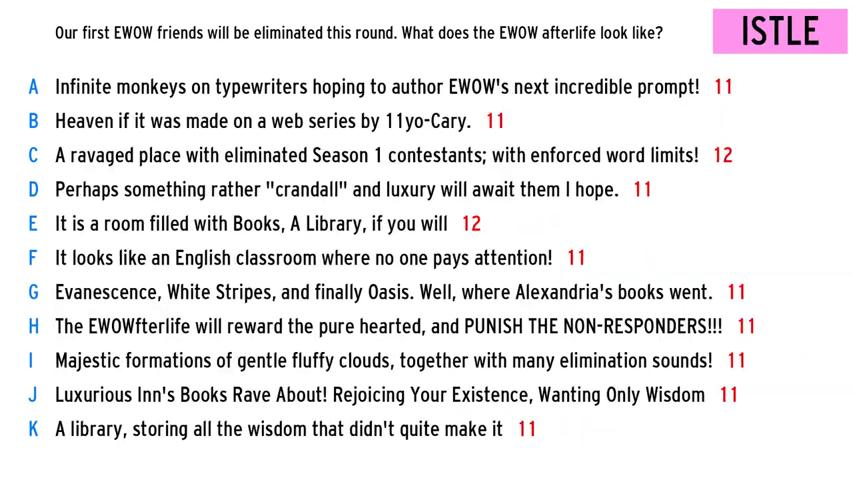 Our first EWOW friends will be eliminated this round. What does the EWOW afterlife look like?
ISTLE
A Infinite monkeys on typewriters hoping to author EWOW's next incredible prompt! 11
B Heaven if it was made on a web series by 11yo-Cary. 11
C A ravaged place with eliminated Season 1 contestants; with enforced word limits! 12
D Perhaps something rather "crandall" and luxury will await them I hope. 11
E It is a room filled with Books, A Library, if you will 12
F It looks like an English classroom where no one pays attention! 11
G Evanescence, White Stripes, and finally Oasis. Well, where Alexandria's books went. 11
H The EWOWfterlife will reward the pure hearted, and PUNISH THE NON-RESPONDERS!!! 11
I Majestic formations of gentle fluffy clouds, together with many elimination sounds! 11
J Luxurious Inn's Books Rave About! Rejoicing Your Existence, Wanting Only Wisdom 11
K A library, storing all the wisdom that didn't quite make it 11